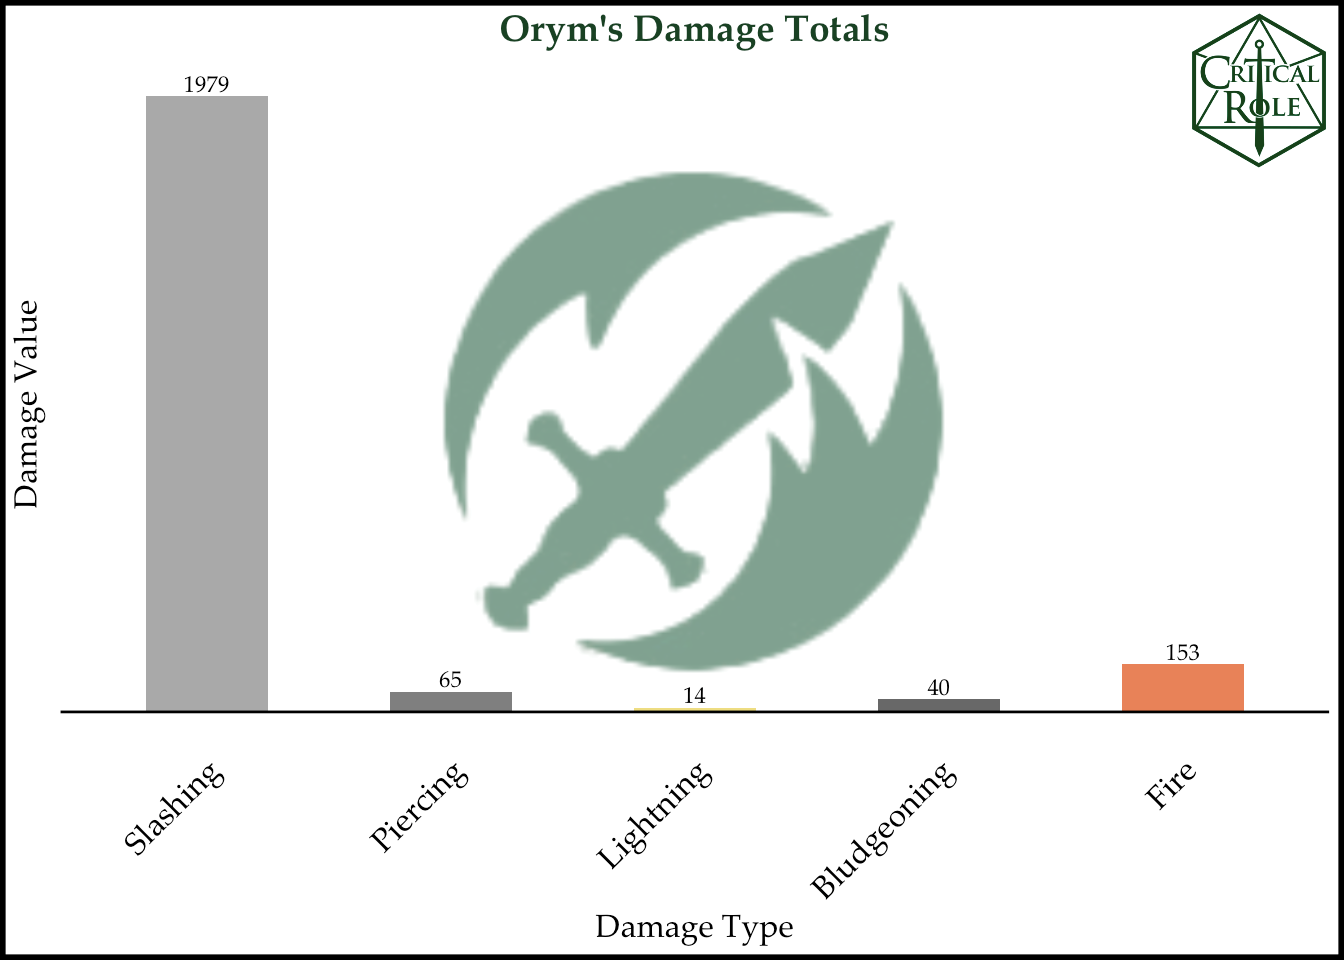 Orym's Damage Totals
CRITICAL
ROLE
1979
65
14
40
153
Damage Value
Slashing
Piercing
Lightning
Bludgeoning
Fire
Damage Type